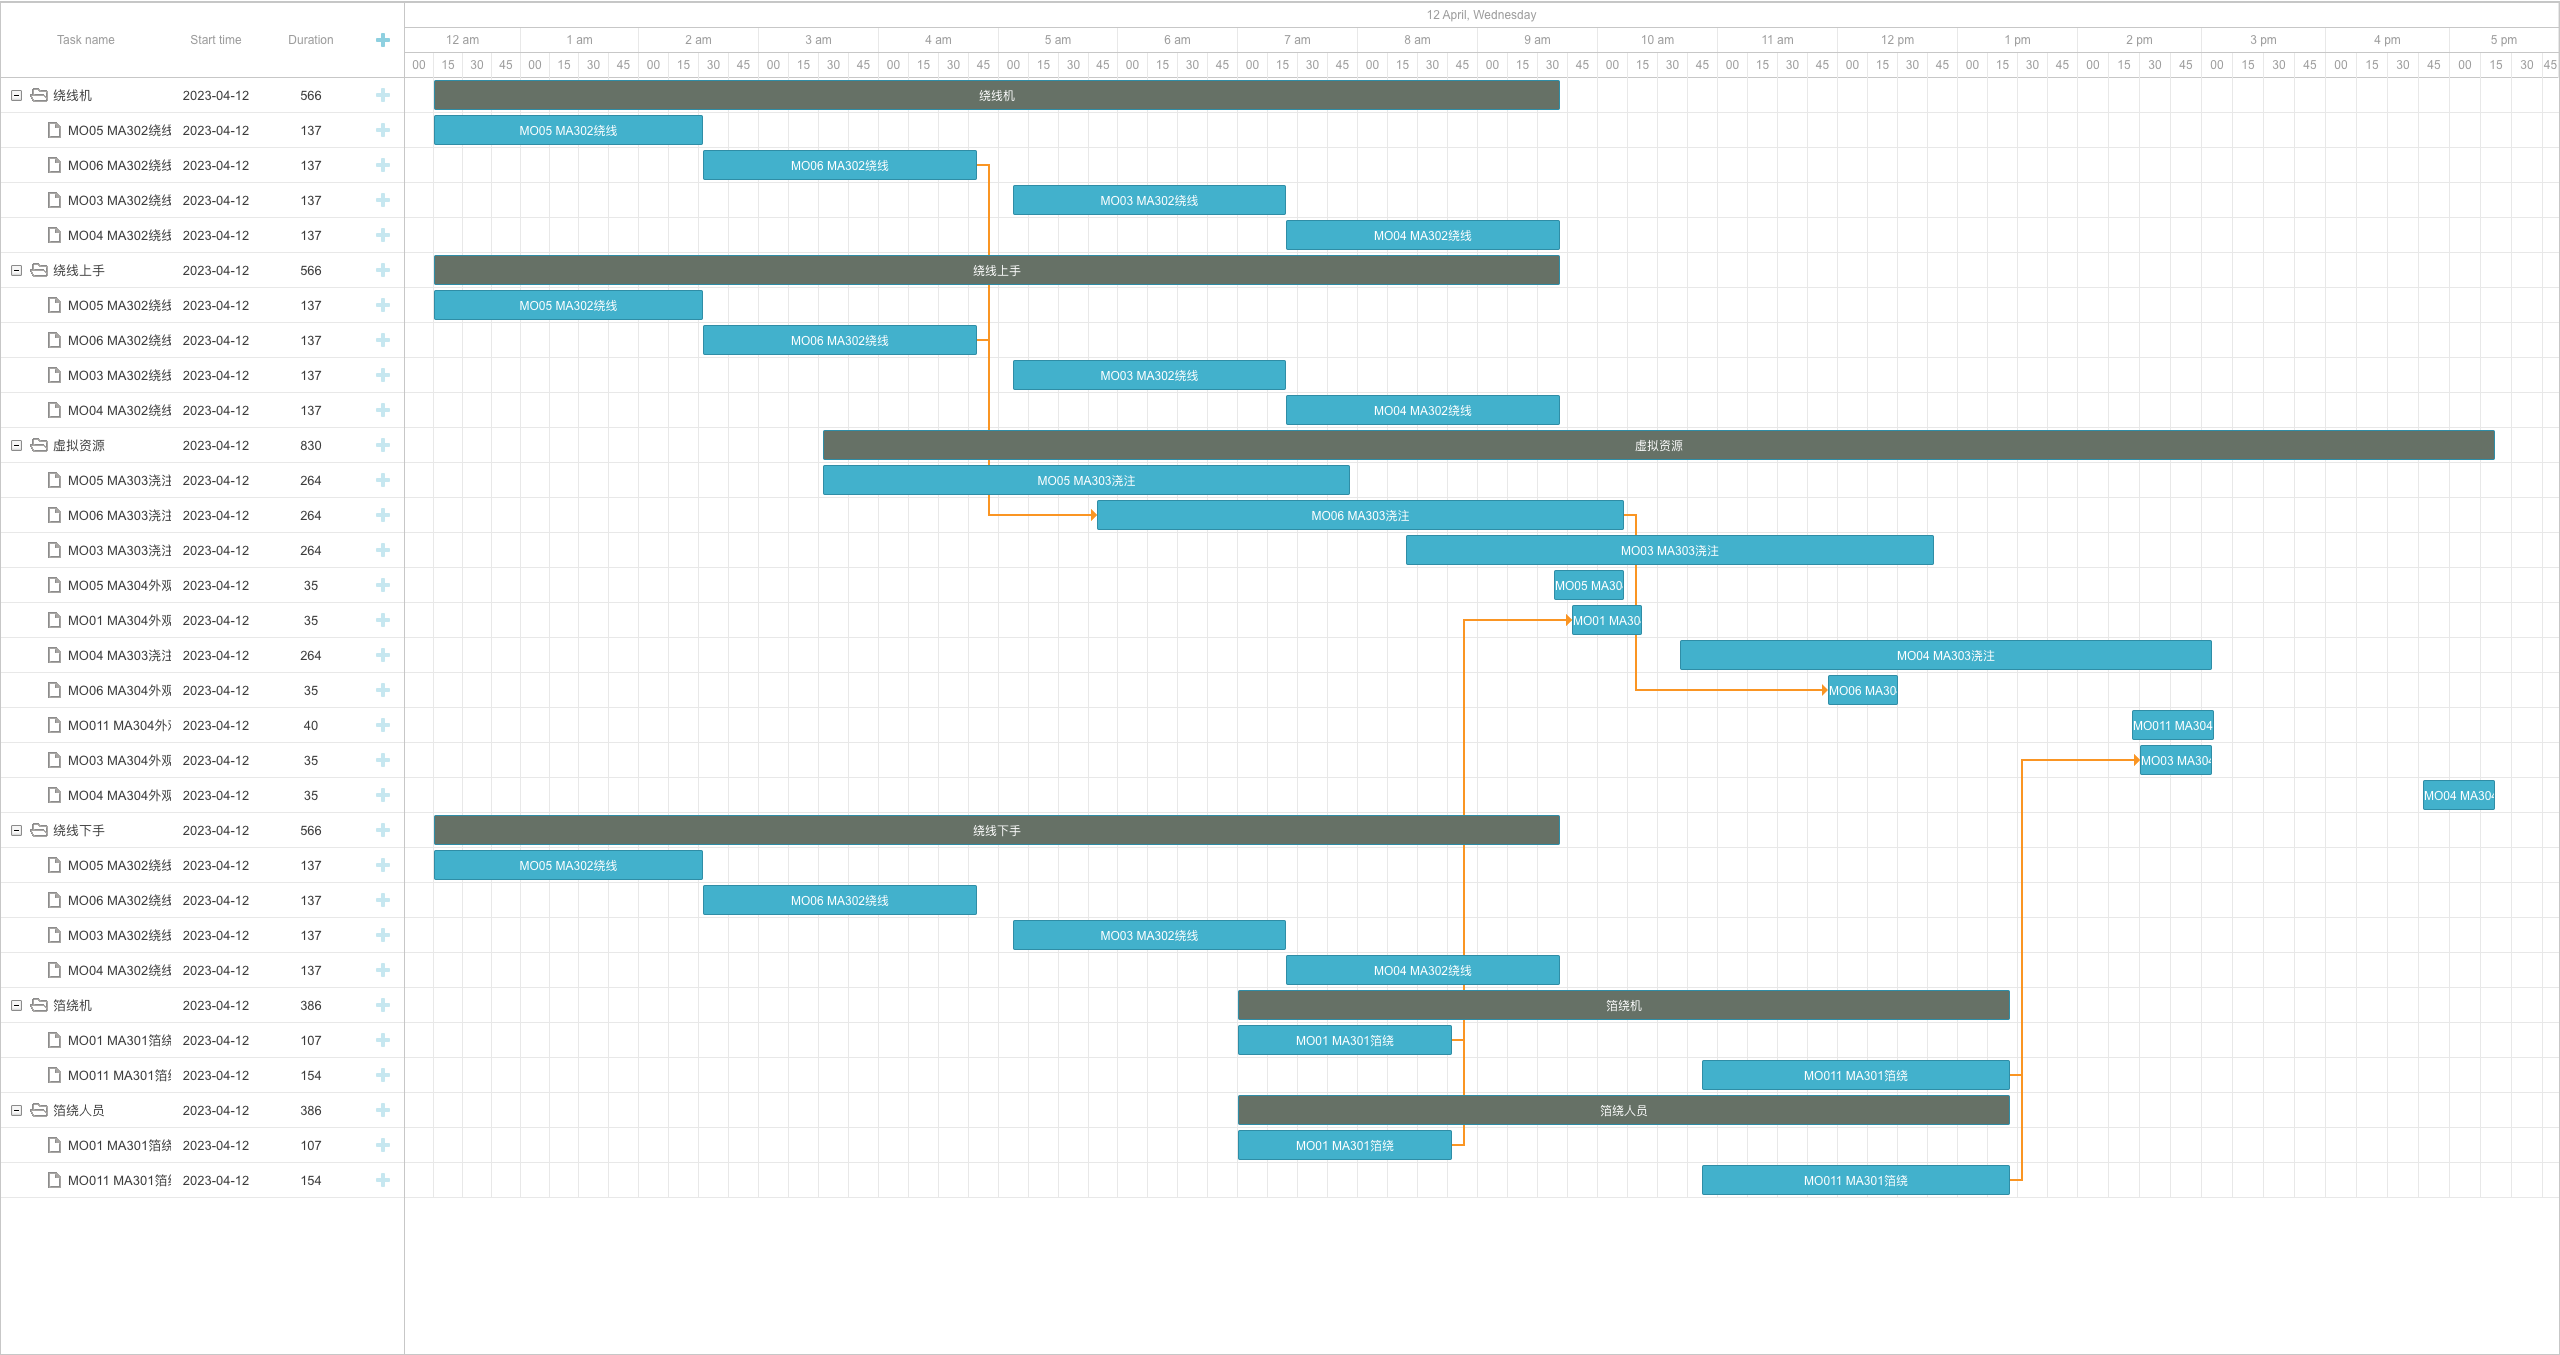 12 April, Wednesday
Task name Start time Duration 12 am 1 am 2 am 3 am 4 am 5 am 6 am 7 am 8 am 9 am 10 am 11 am 12 pm 1 pm 2 pm 3 pm 4 pm 5 pm
00 15 30 45 00 15 30 45 00 15 30 45 00 15 30 45 00 15 30 45 00 15 30 45 00 15 30 45 00 15 30 45 00 15 30 45 00 15 30 45 00 15 30 45 00 15 30 45 00 15 30 45 00 15 30 45 00 15 30 45 00 15 30 45 00 15 30 45 00 15 30 45
绕线机 2023-04-12 566 绕线机
MO05 MA302绕线 2023-04-12 137 MO05 MA302绕线
MO06 MA302绕线 2023-04-12 137 MO06 MA302绕线
MO03 MA302绕线 2023-04-12 137 MO03 MA302绕线
MO04 MA302绕线 2023-04-12 137 MO04 MA302绕线
绕线上手 2023-04-12 566 绕线上手
MO05 MA302绕线 2023-04-12 137 MO05 MA302绕线
MO06 MA302绕线 2023-04-12 137 MO06 MA302绕线
MO03 MA302绕线 2023-04-12 137 MO03 MA302绕线
MO04 MA302绕线 2023-04-12 137 MO04 MA302绕线
虚拟资源 2023-04-12 830 虚拟资源
MO05 MA303浇注 2023-04-12 264 MO05 MA303浇注
MO06 MA303浇注 2023-04-12 264 MO06 MA303浇注
MO03 MA303浇注 2023-04-12 264 MO03 MA303浇注
MO05 MA304外观 2023-04-12 35 MO05 MA30
MO01 MA304外观 2023-04-12 35 MO01 MA30
MO04 MA303浇注 2023-04-12 264 MO04 MA303浇注
MO06 MA304外观 2023-04-12 35 MO06 MA30
MO011 MA304外 2023-04-12 40 MO011 MA304
MO03 MA304外观 2023-04-12 35 MO03 MA304
MO04 MA304外观 2023-04-12 35 MO04 MA304
绕线下手 2023-04-12 566 绕线下手
MO05 MA302绕线 2023-04-12 137 MO05 MA302绕线
MO06 MA302绕线 2023-04-12 137 MO06 MA302绕线
MO03 MA302绕线 2023-04-12 137 MO03 MA302绕线
MO04 MA302绕线 2023-04-12 137 MO04 MA302绕线
箔绕机 2023-04-12 386 箔绕机
MO01 MA301箔绕 2023-04-12 107 MO01 MA301箔绕
MO011 MA301箔 2023-04-12 154 MO011 MA301箔绕
箔绕人员 2023-04-12 386 箔绕人员
MO01 MA301箔绕 2023-04-12 107 MO01 MA301箔绕
MO011 MA301箔 2023-04-12 154 MO011 MA301箔绕